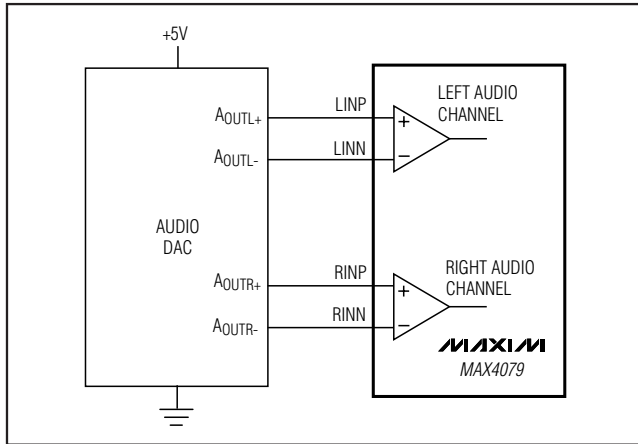 +5V
AOUTL+
AOUTL-
AUDIO
DAC
AOUTR+
AOUTR-
LINP
LINN
RINP
RINN
LEFT AUDIO
CHANNEL
+
−
RIGHT AUDIO
CHANNEL
+
−
MAXIM
MAX4079